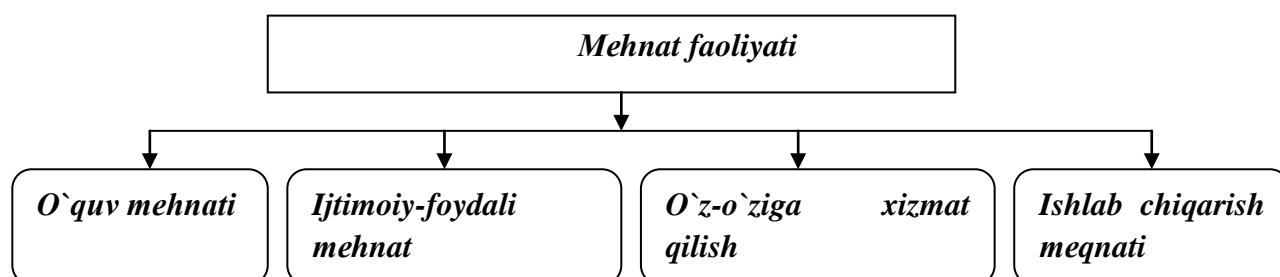 Mehnat faoliyati
O`quv mehnati
Ijtimoiy-foydali
mehnat
O`z-o`ziga xizmat
qilish
Ishlab chiqarish
meqnati